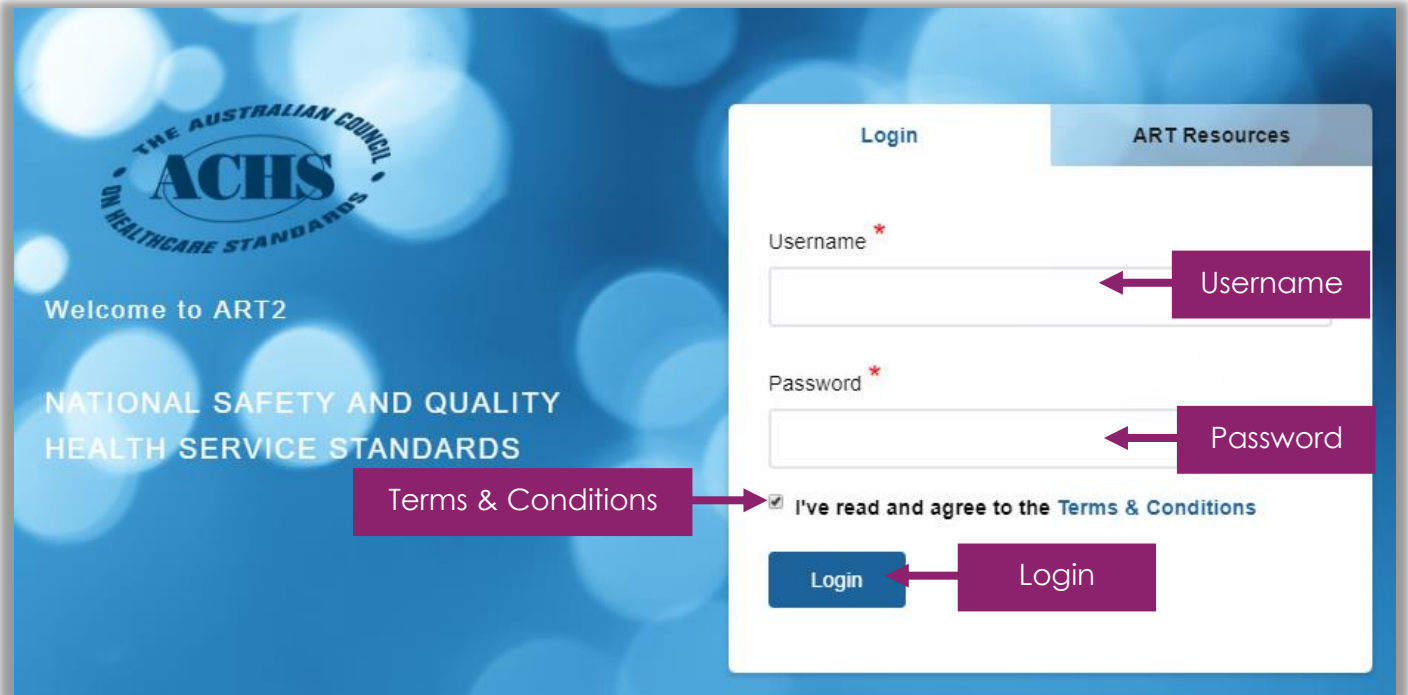 THE AUSTRALIAN COUNCIL
ACHS
ON HEALTHCARE STANDARDS
Welcome to ART2
NATIONAL SAFETY AND QUALITY
HEALTH SERVICE STANDARDS
Login
ART Resources
Username *
Username
Password *
Password
Terms & Conditions
I've read and agree to the Terms & Conditions
Login
Login